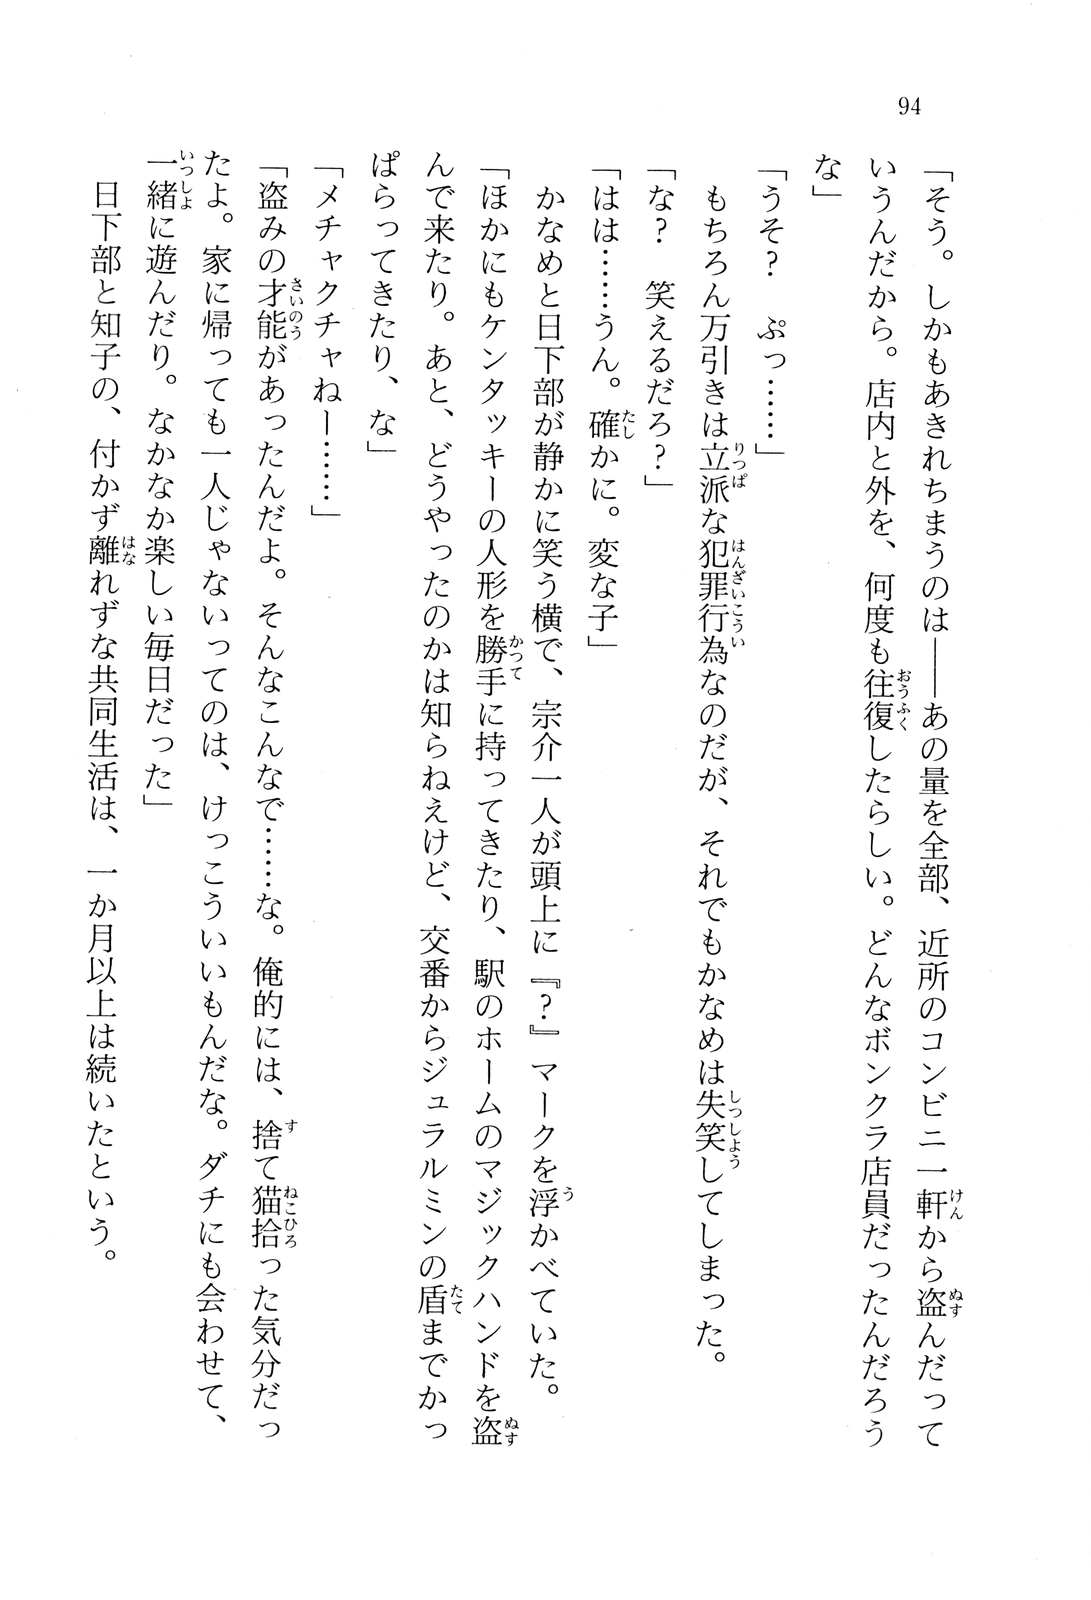 94
「そう。しかもあきれちまうのは――あの量を全部、近所のコンビニ一軒から盗んだって
いうんだから。店内と外を、何度も往復したらしい。どんなボンクラ店員だったんだろう
な」
「うそ？　ぷっ……」
　もちろん万引きは立派な犯罪行為なのだが、それでもかなめは失笑してしまった。
「な？　笑えるだろ？」
「はは……うん。確かに。変な子」
　かなめと日下部が静かに笑う横で、宗介一人が頭上に『？』マークを浮かべていた。
「ほかにもケンタッキーの人形を勝手に持ってきたり、駅のホームのマジックハンドを盗
んで来たり。あと、どうやったのかは知らねえけど、交番からジュラルミンの盾までかっ
ぱらってきたり、な」
「メチャクチャねー……」
「盗みの才能があったんだよ。そんなこんなで……な。俺的には、捨て猫拾った気分だっ
たよ。家に帰っても一人じゃないってのは、けっこういいもんだな。ダチにも会わせて、
一緒に遊んだり。なかなか楽しい毎日だった」
　日下部と知子の、付かず離れずな共同生活は、一か月以上は続いたという。